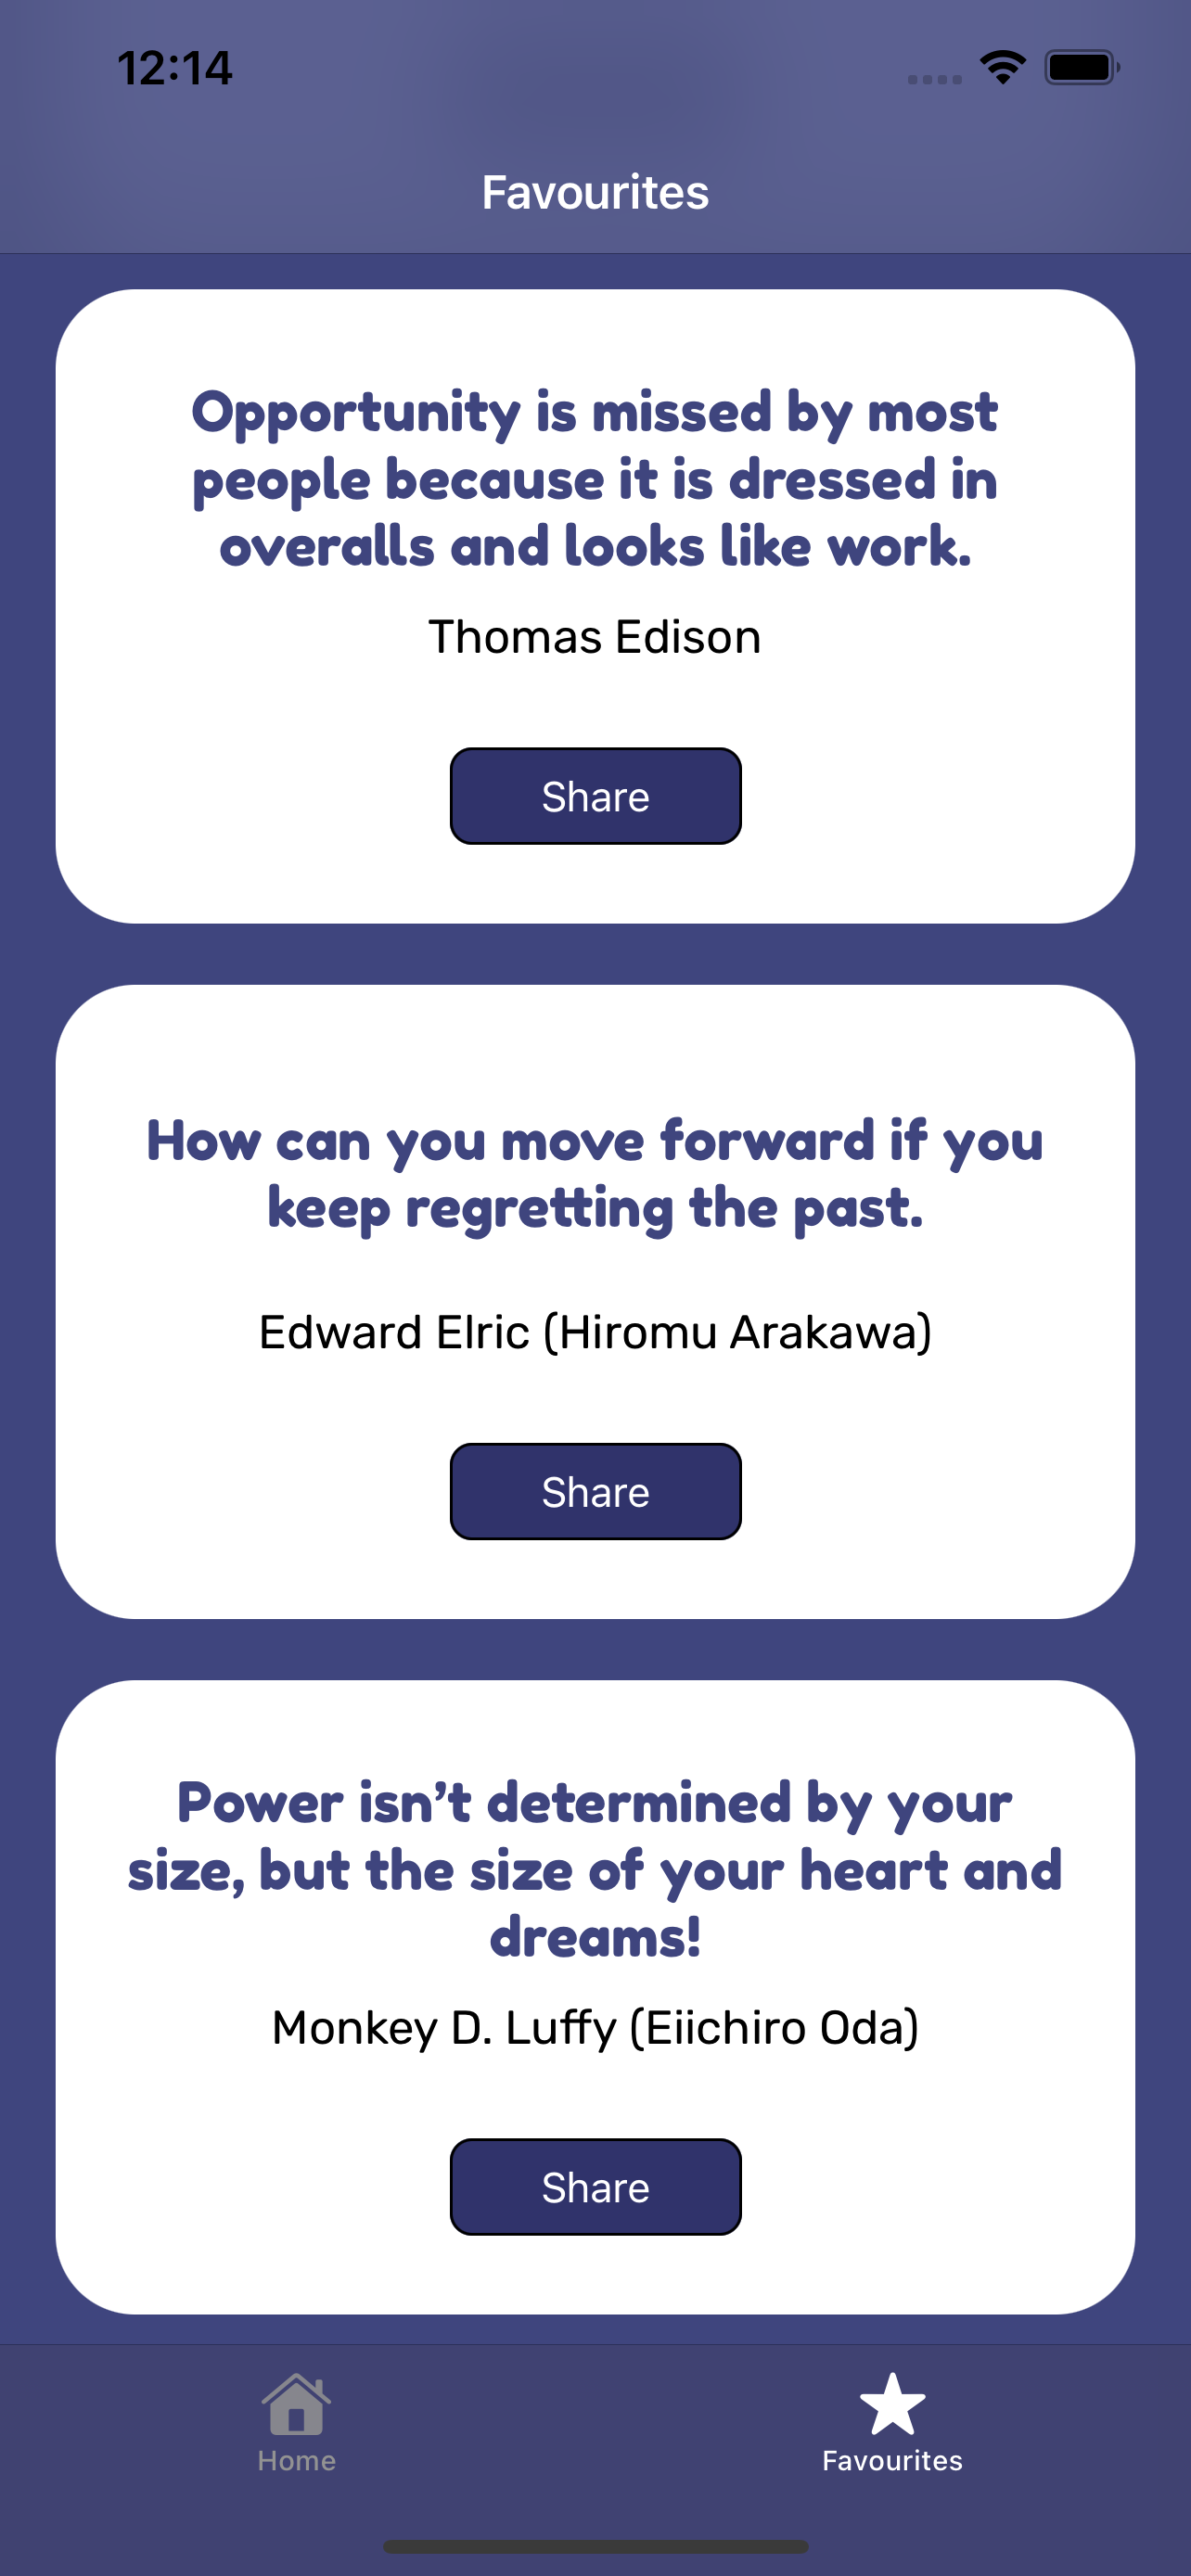 12:14
Favourites
Opportunity is missed by most
people because it is dressed in
overalls and looks like work.
Thomas Edison
Share
How can you move forward if you
keep regretting the past.
Edward Elric (Hiromu Arakawa)
Share
Power isn’t determined by your
size, but the size of your heart and
dreams!
Monkey D. Luffy (Eiichiro Oda)
Share
Home
Favourites